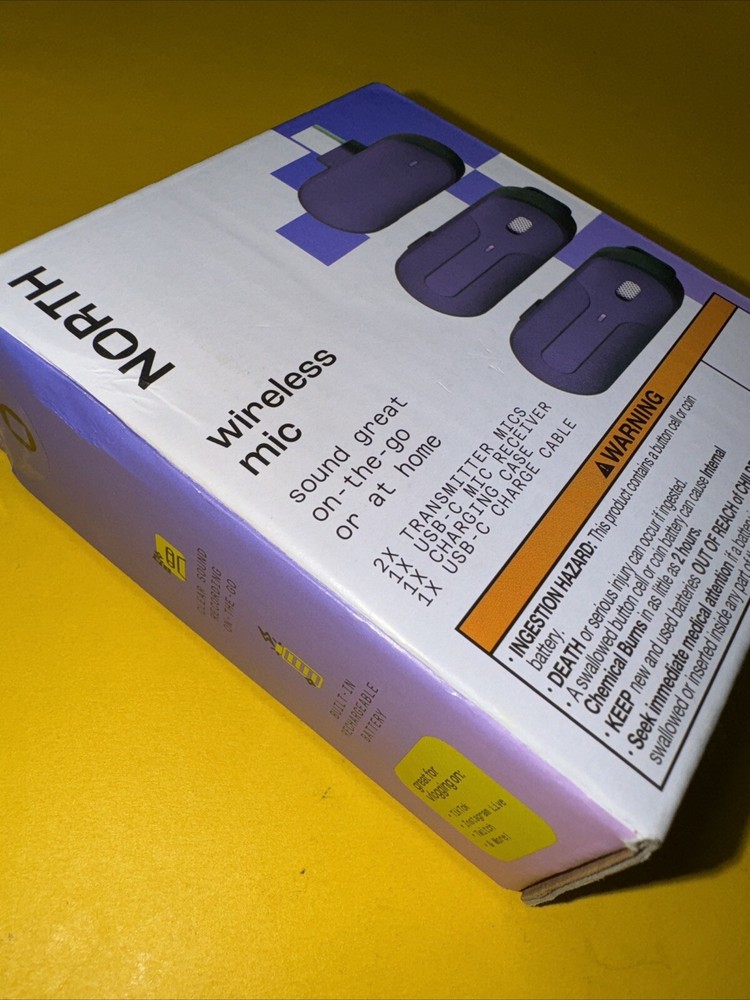 NORTH
wireless
mic
sound great
on-the-go
or at home
2X TRANSMITTER MICS
1X USB-C MIC RECEIVER
1X CHARGING CASE
1X USB-C CHARGE CABLE
⚠WARNING
· INGESTION HAZARD: This product contains a button cell or coin
battery.
· DEATH or serious injury can occur if ingested.
· A swallowed button cell or coin battery can cause Internal
Chemical Burns in as little as 2 hours.
· KEEP new and used batteries OUT OF REACH of
· Seek immediate medical attention if a
swallowed or inserted inside any part of
CLEAR SOUND
RECORDING
ON-THE-GO
BUILT-IN
RECHARGEABLE
BATTERY
great for
vlogging on:
· TikTok
· Instagram Live
· Twitch
· & More!